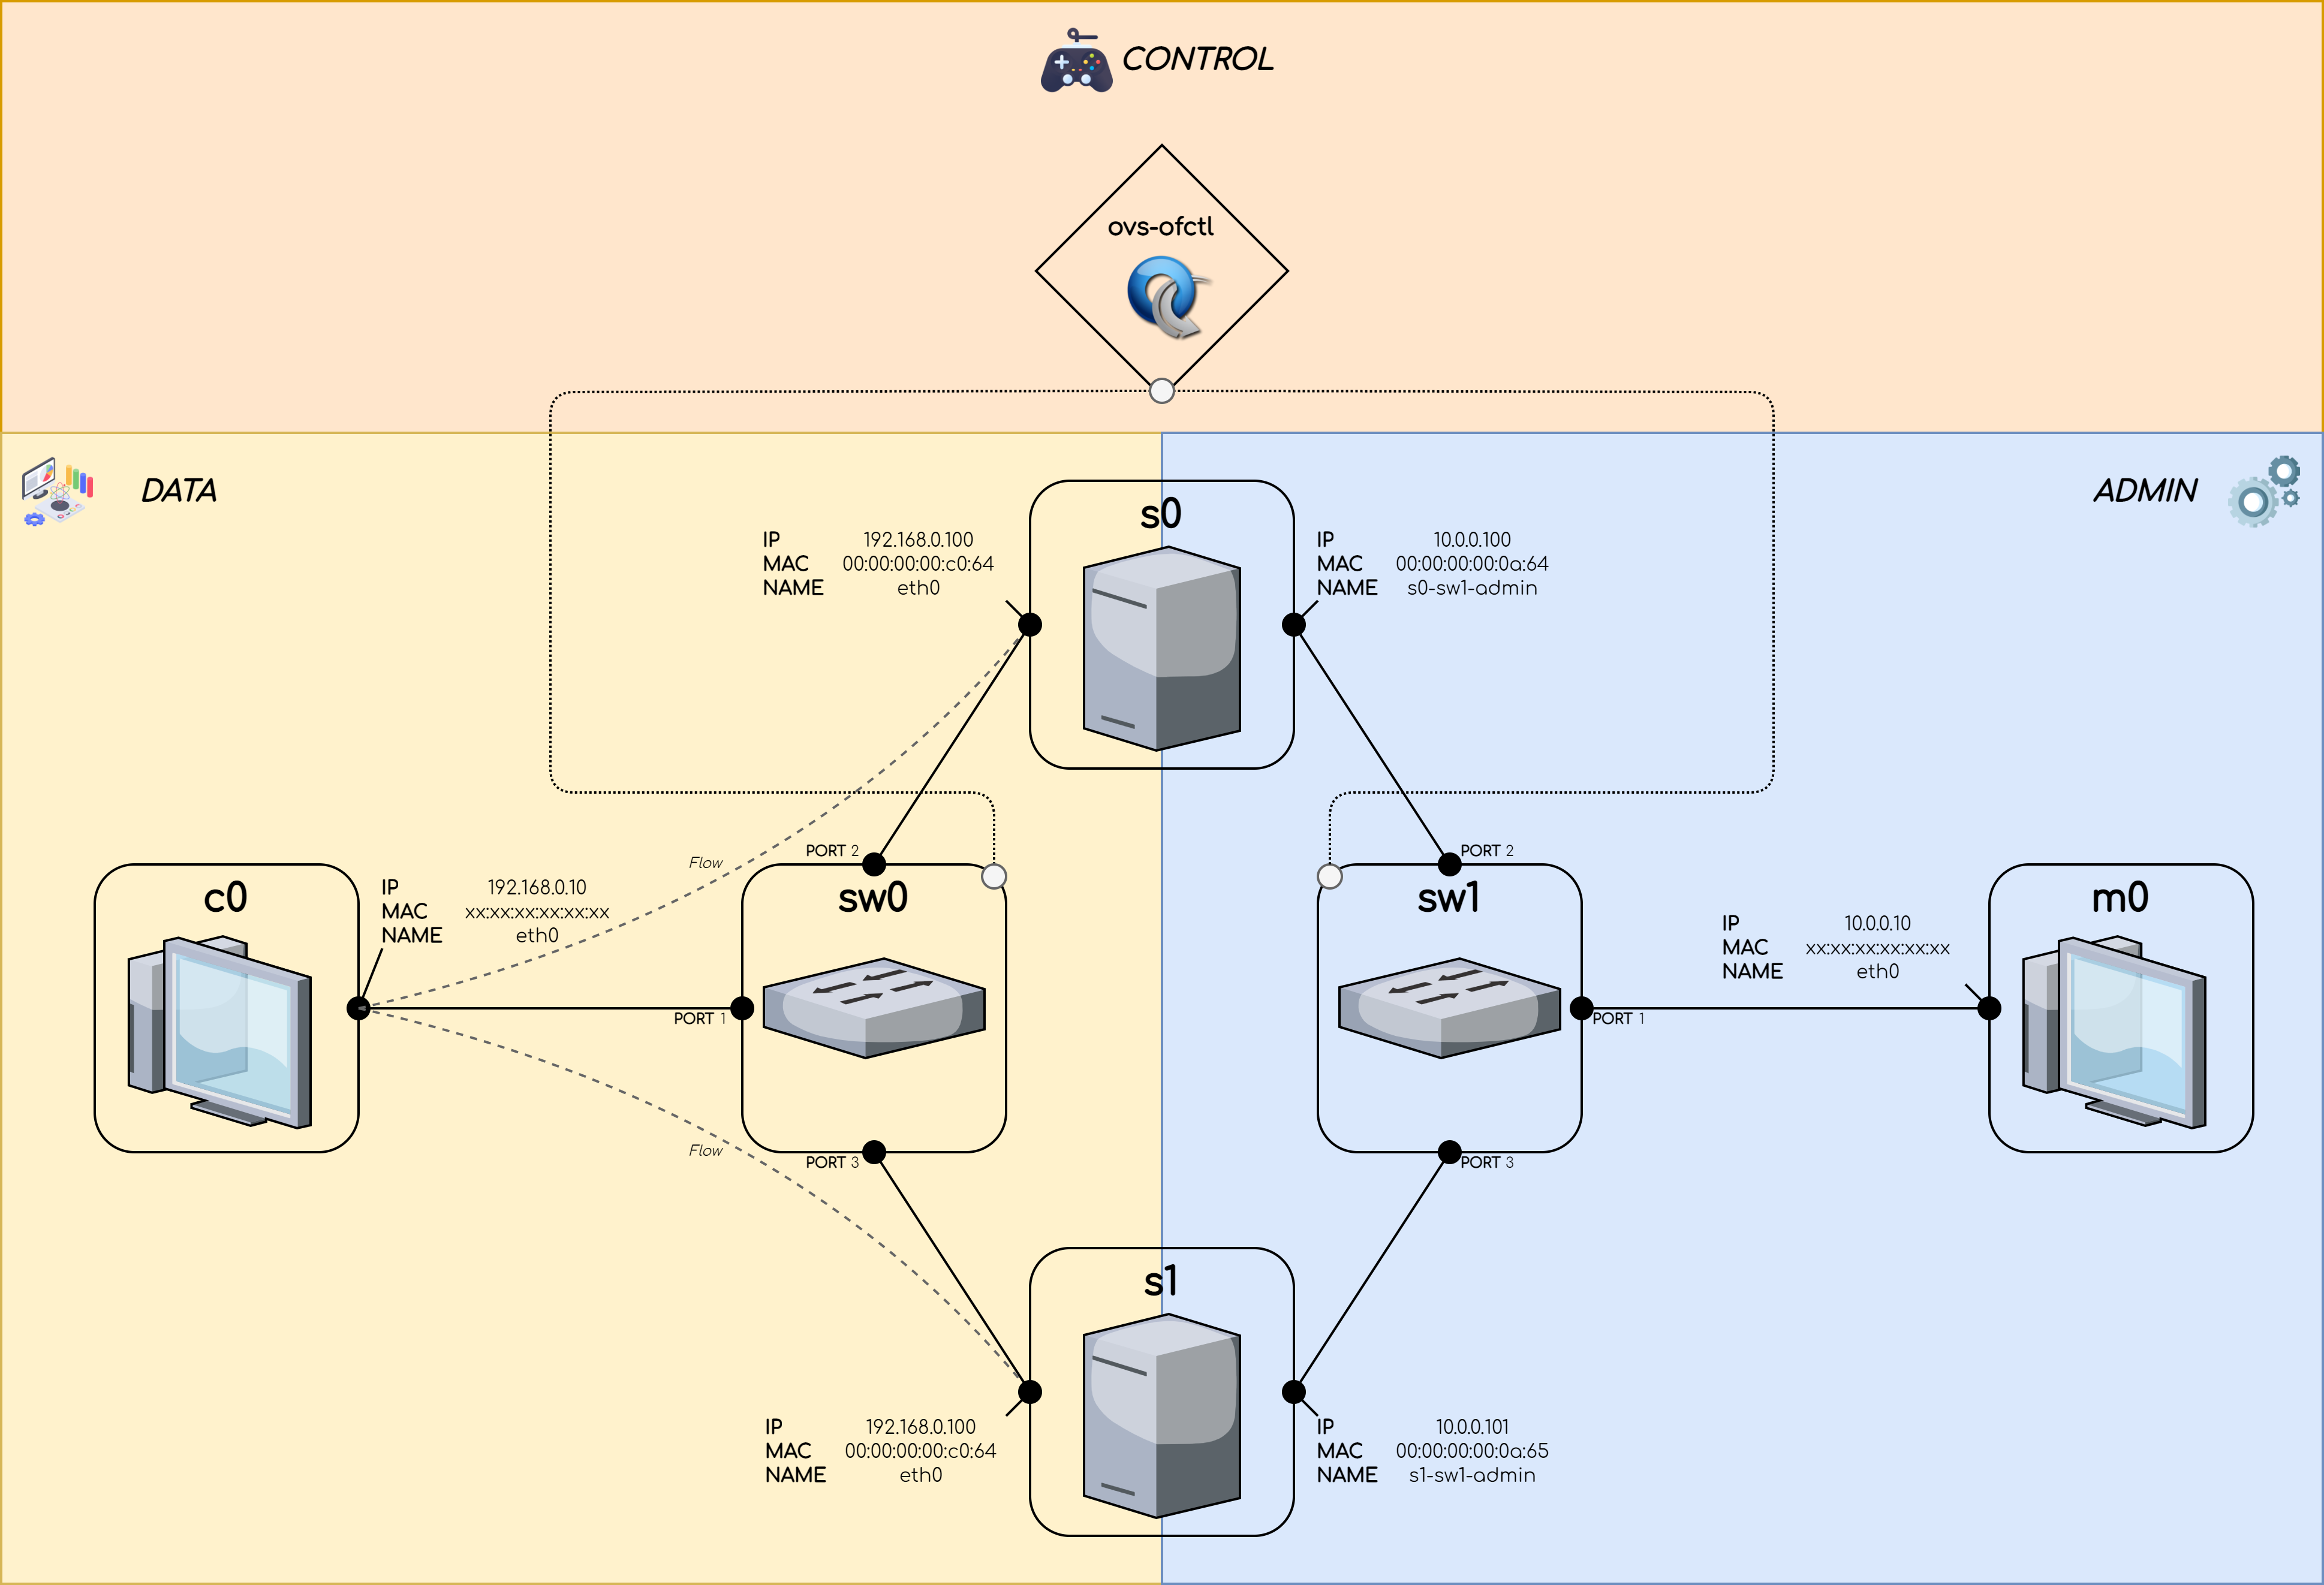 CONTROL
ovs-ofctl
DATA
ADMIN
s0
IP 192.168.0.100
MAC 00:00:00:00:c0:64
NAME eth0
IP 10.0.0.100
MAC 00:00:00:00:0a:64
NAME s0-sw1-admin
Flow
PORT 2
PORT 2
c0
IP 192.168.0.10
MAC xx:xx:xx:xx:xx:xx
NAME eth0
sw0
sw1
m0
IP 10.0.0.10
MAC xx:xx:xx:xx:xx:xx
NAME eth0
PORT 1
PORT 1
Flow
PORT 3
PORT 3
s1
IP 192.168.0.100
MAC 00:00:00:00:c0:64
NAME eth0
IP 10.0.0.101
MAC 00:00:00:00:0a:65
NAME s1-sw1-admin